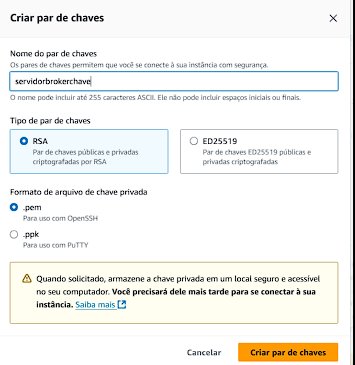 Criar par de chaves
Nome do par de chaves
Os pares de chaves permitem que você se conecte à sua instância com segurança.
servidorbrokerchave
O nome pode incluir até 255 caracteres ASCII. Ele não pode incluir espaços iniciais ou finais.
Tipo de par de chaves
RSA
Par de chaves públicas e privadas
criptografadas por RSA
ED25519
Par de chaves ED25519 públicas e
privadas criptografadas
Formato de arquivo de chave privada
.pem
Para uso com OpenSSH
.ppk
Para uso com PuTTY
Quando solicitado, armazene a chave privada em um local seguro e acessível
no seu computador. Você precisará dele mais tarde para se conectar à sua
instância. Saiba mais
Cancelar
Criar par de chaves